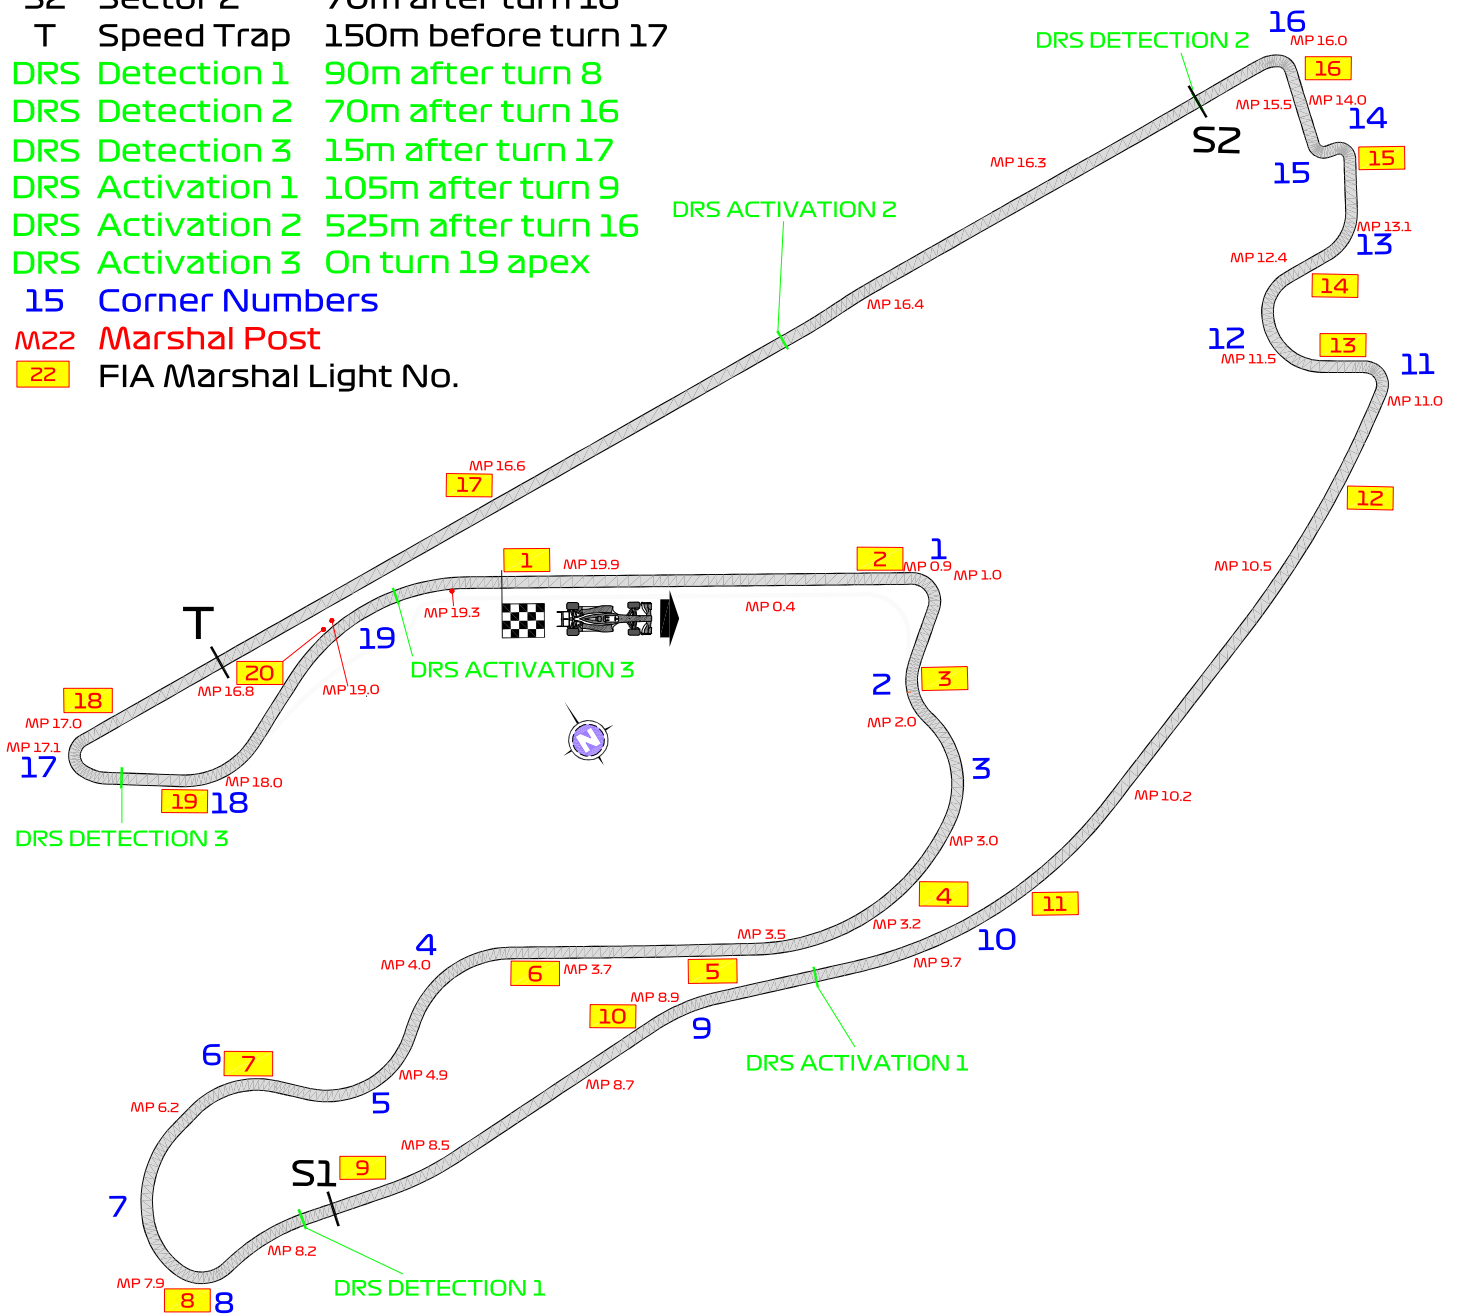 S2 Sector 2 70m after turn 16
T Speed Trap 150m before turn 17
DRS Detection 1 90m after turn 8
DRS Detection 2 70m after turn 16
DRS Detection 3 15m after turn 17
DRS Activation 1 105m after turn 9
DRS Activation 2 525m after turn 16
DRS Activation 3 On turn 19 apex
15 Corner Numbers
M22 Marshal Post
22 FIA Marshal Light No.
16
MP 16.0
DRS DETECTION 2
16
MP 15.5
MP 14.0
14
S2
15
MP 16.3
15
DRS ACTIVATION 2
MP 13.1
13
MP 12.4
14
MP 16.4
12
13
MP 11.5
11
MP 11.0
MP 16.6
17
12
1
MP 19.9
2
1
MP 0.9
MP 1.0
MP 10.5
T
MP 19.3
MP 0.4
19
DRS ACTIVATION 3
20
MP 16.8
MP 19.0
2
3
18
MP 17.0
MP 2.0
MP 17.1
17
N
3
MP 18.0
19
18
MP 10.2
DRS DETECTION 3
MP 3.0
4
11
MP 3.2
MP 3.5
10
4
MP 4.0
6
MP 3.7
5
MP 9.7
MP 8.9
10
9
6
7
DRS ACTIVATION 1
MP 4.9
MP 8.7
5
MP 6.2
MP 8.5
S1
9
7
MP 8.2
MP 7.9
DRS DETECTION 1
8
8